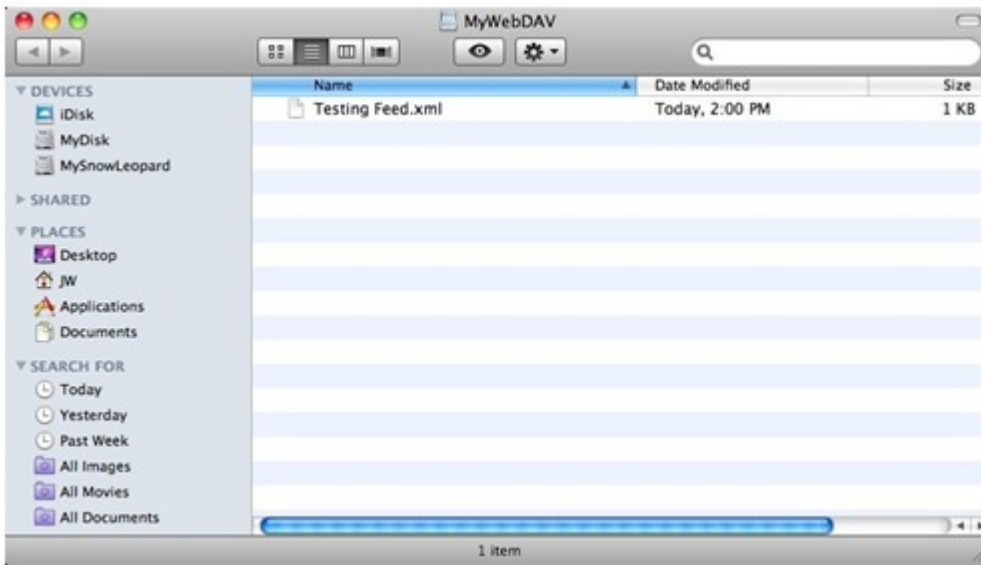 MyWebDAV
Name Date Modified Size
Testing Feed.xml Today, 2:00 PM 1 KB
DEVICES
iDisk
MyDisk
MySnowLeopard
SHARED
PLACES
Desktop
JW
Applications
Documents
SEARCH FOR
Today
Yesterday
Past Week
All Images
All Movies
All Documents
1 item